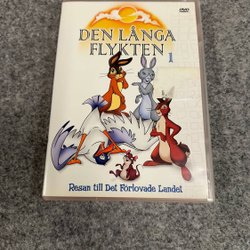 DVD
DEN LÅNGA
FLYKTEN 1
Resan till Det Förlovade Landet